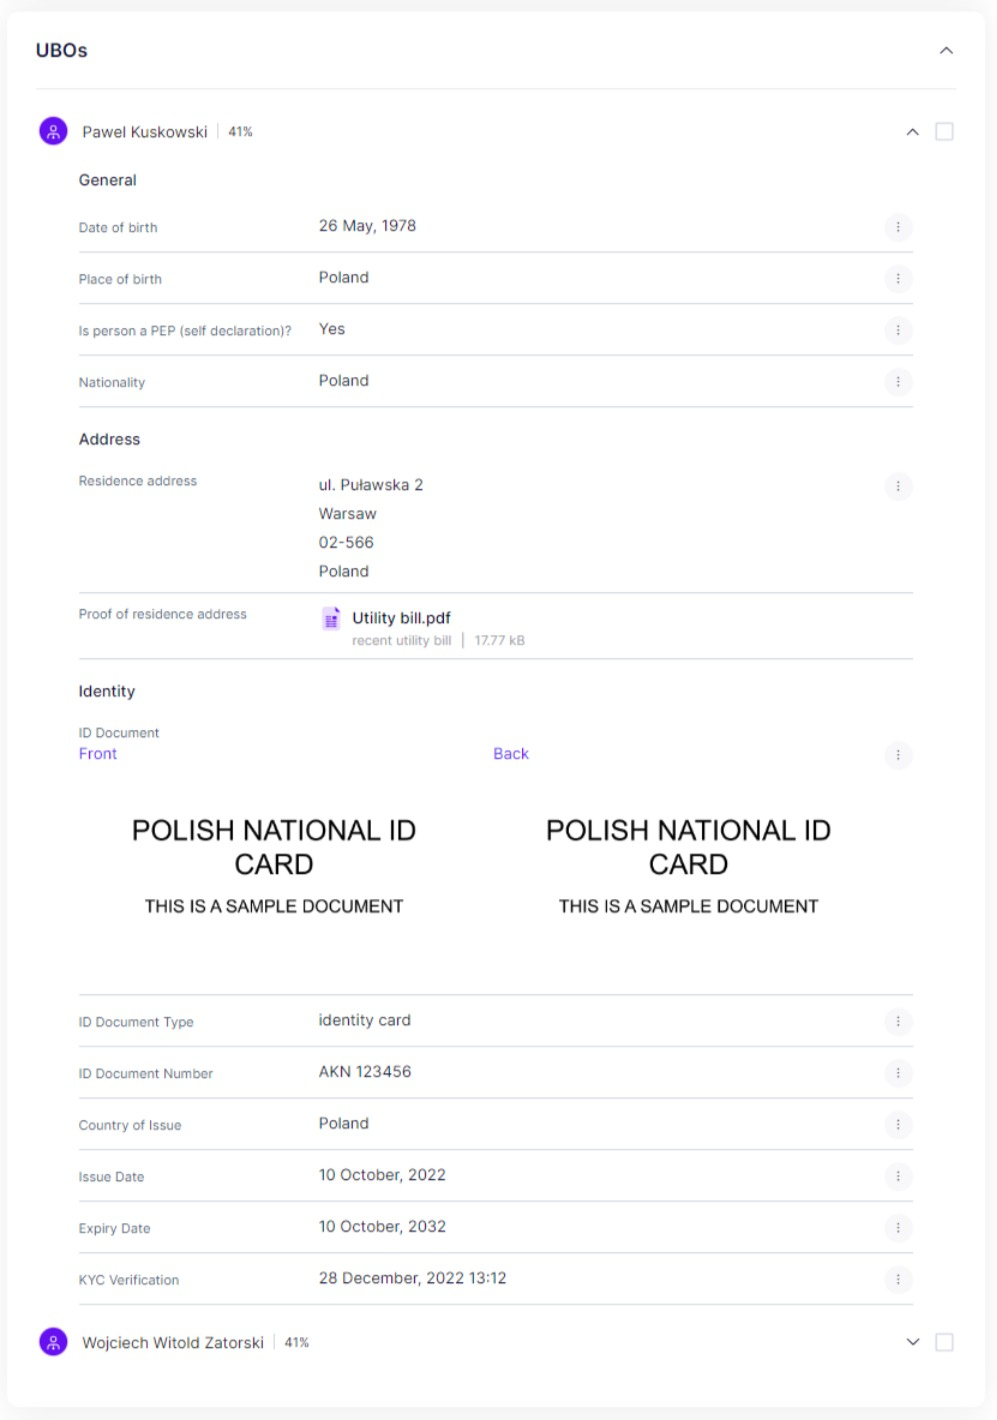 UBOs
Pawel Kuskowski | 41%
General
Date of birth 26 May, 1978
Place of birth Poland
Is person a PEP (self declaration)? Yes
Nationality Poland
Address
Residence address ul. Puławska 2
Warsaw
02-566
Poland
Proof of residence address Utility bill.pdf
recent utility bill | 17.77 kB
Identity
ID Document
Front Back
POLISH NATIONAL ID
CARD
THIS IS A SAMPLE DOCUMENT
POLISH NATIONAL ID
CARD
THIS IS A SAMPLE DOCUMENT
ID Document Type identity card
ID Document Number AKN 123456
Country of Issue Poland
Issue Date 10 October, 2022
Expiry Date 10 October, 2032
KYC Verification 28 December, 2022 13:12
Wojciech Witold Zatorski | 41%